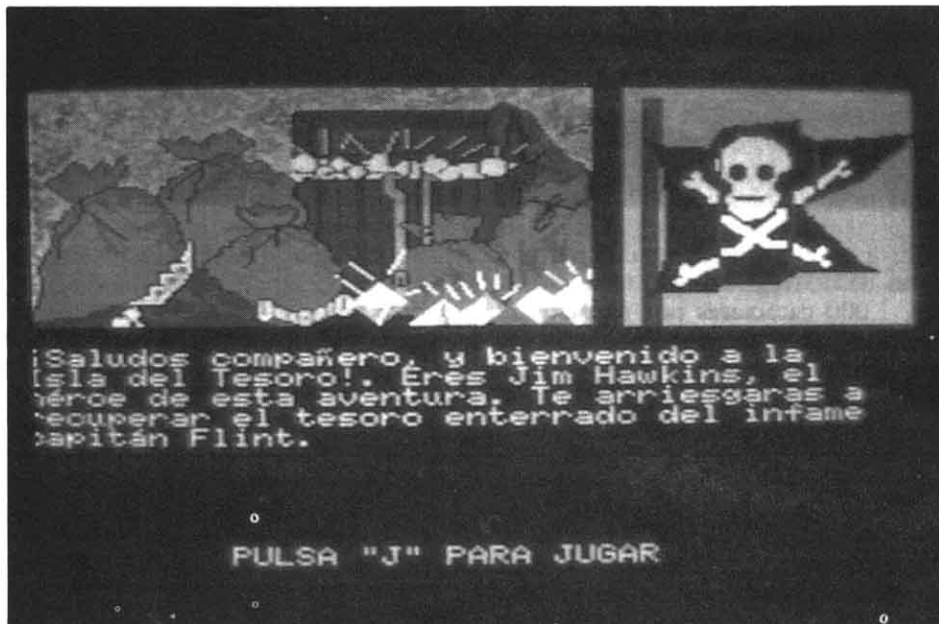 ¡Saludos compañero, y bienvenido a la
Isla del Tesoro!. Eres Jim Hawkins, el
héroe de esta aventura. Te arriesgaras a
recuperar el tesoro enterrado del infame
capitán Flint.
PULSA "J" PARA JUGAR